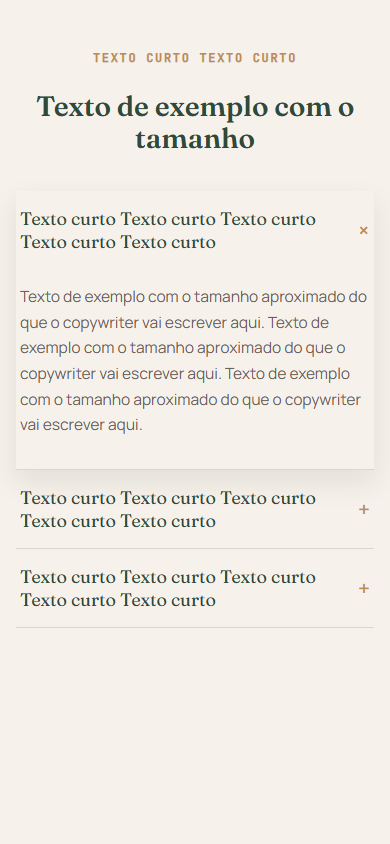 TEXTO CURTO TEXTO CURTO
Texto de exemplo com o
tamanho
Texto curto Texto curto Texto curto
Texto curto Texto curto
×
Texto de exemplo com o tamanho aproximado do
que o copywriter vai escrever aqui. Texto de
exemplo com o tamanho aproximado do que o
copywriter vai escrever aqui. Texto de exemplo
com o tamanho aproximado do que o copywriter
vai escrever aqui.
Texto curto Texto curto Texto curto
Texto curto Texto curto
+
Texto curto Texto curto Texto curto
Texto curto Texto curto
+